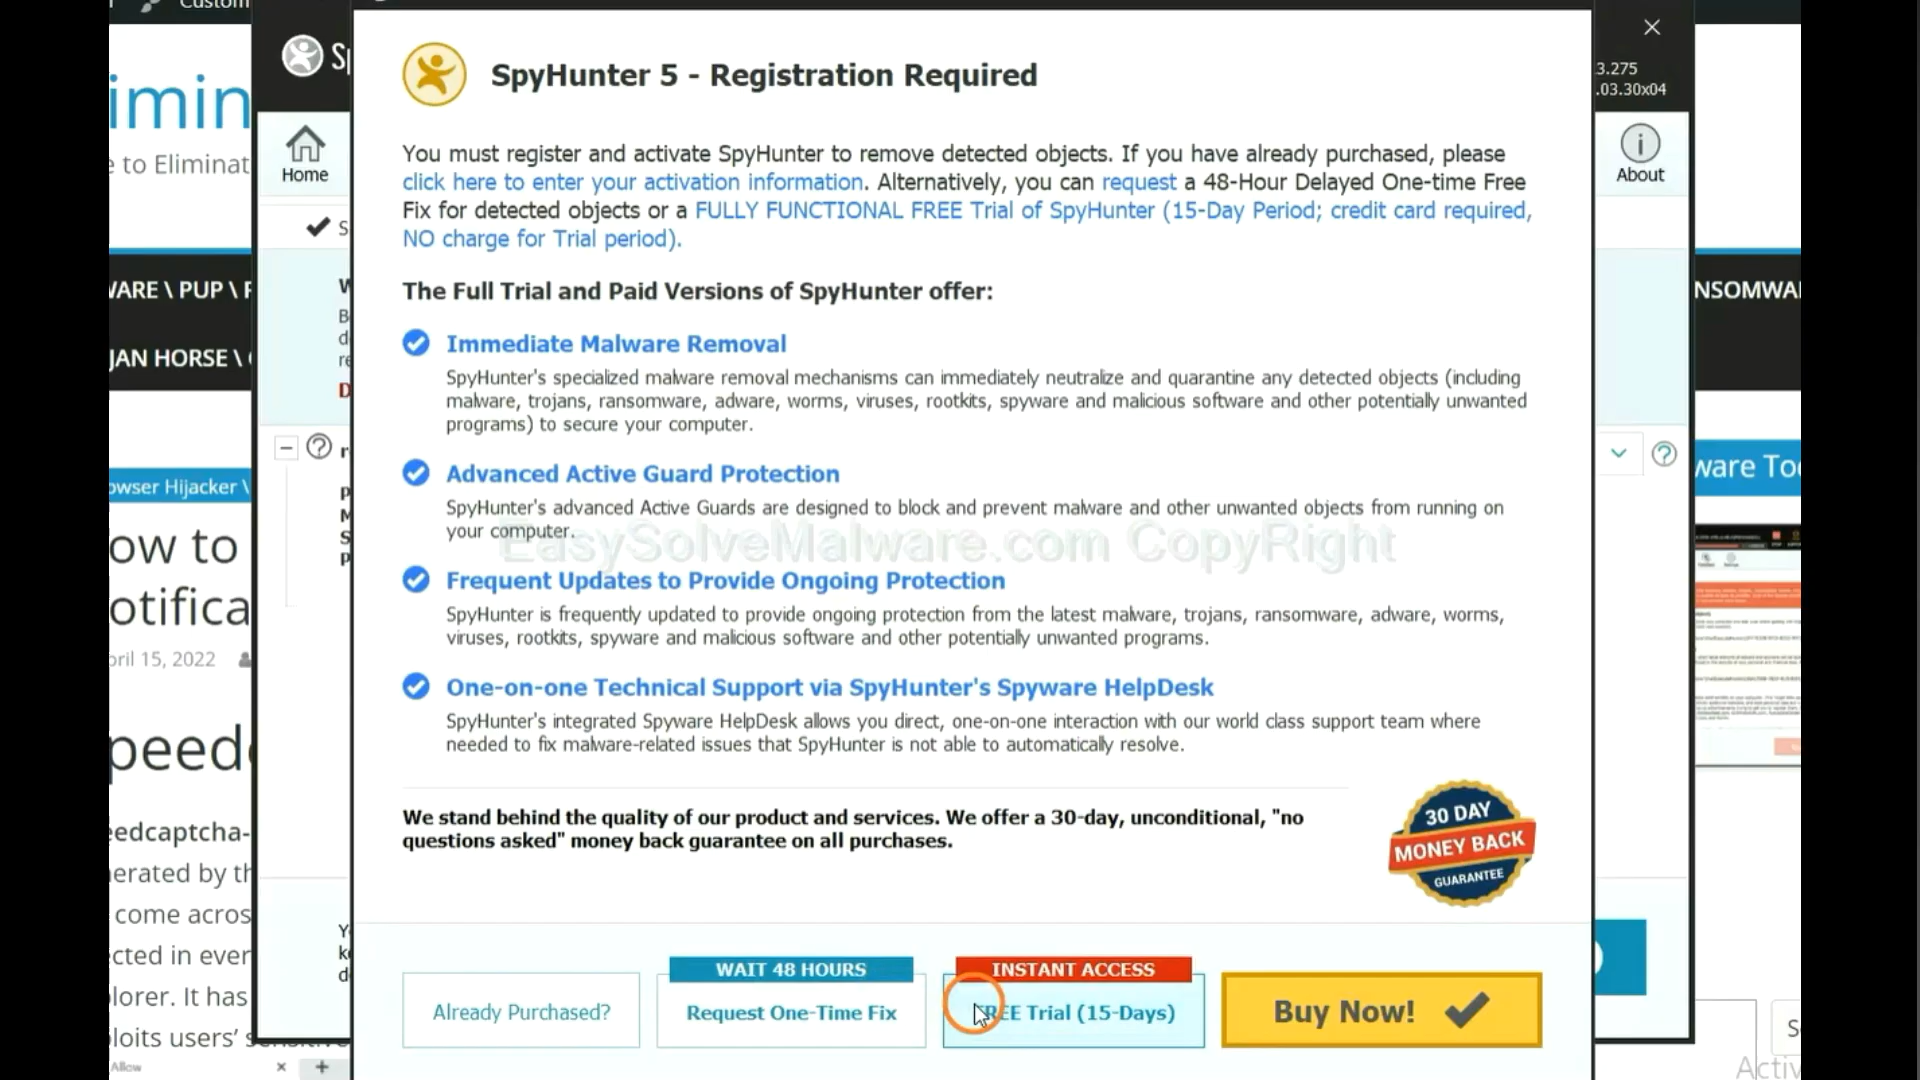 Custom
Sp
3.275
.03.30x04
imin
e to Eliminat
Home
About
WARE \ PUP \
NSOMWA
JAN HORSE \
owser Hijacker \
ware Too
ow to
otifica
pril 15, 2022
peedc
eedcaptcha-
nerated by th
come acros
cted in ever
plorer. It has
ploits users' sensitive
Allow
SpyHunter 5 - Registration Required
You must register and activate SpyHunter to remove detected objects. If you have already purchased, please
click here to enter your activation information. Alternatively, you can request a 48-Hour Delayed One-time Free
Fix for detected objects or a FULLY FUNCTIONAL FREE Trial of SpyHunter (15-Day Period; credit card required,
NO charge for Trial period).
The Full Trial and Paid Versions of SpyHunter offer:
Immediate Malware Removal
SpyHunter's specialized malware removal mechanisms can immediately neutralize and quarantine any detected objects (including
malware, trojans, ransomware, adware, worms, viruses, rootkits, spyware and malicious software and other potentially unwanted
programs) to secure your computer.
Advanced Active Guard Protection
SpyHunter's advanced Active Guards are designed to block and prevent malware and other unwanted objects from running on
your computer.
EasySolveMalware.com CopyRight
Frequent Updates to Provide Ongoing Protection
SpyHunter is frequently updated to provide ongoing protection from the latest malware, trojans, ransomware, adware, worms,
viruses, rootkits, spyware and malicious software and other potentially unwanted programs.
One-on-one Technical Support via SpyHunter's Spyware HelpDesk
SpyHunter's integrated Spyware HelpDesk allows you direct, one-on-one interaction with our world class support team where
needed to fix malware-related issues that SpyHunter is not able to automatically resolve.
We stand behind the quality of our product and services. We offer a 30-day, unconditional, "no
questions asked" money back guarantee on all purchases.
30 DAY
MONEY BACK
GUARANTEE
Already Purchased?
WAIT 48 HOURS
Request One-Time Fix
INSTANT ACCESS
FREE Trial (15-Days)
Buy Now!
Activ